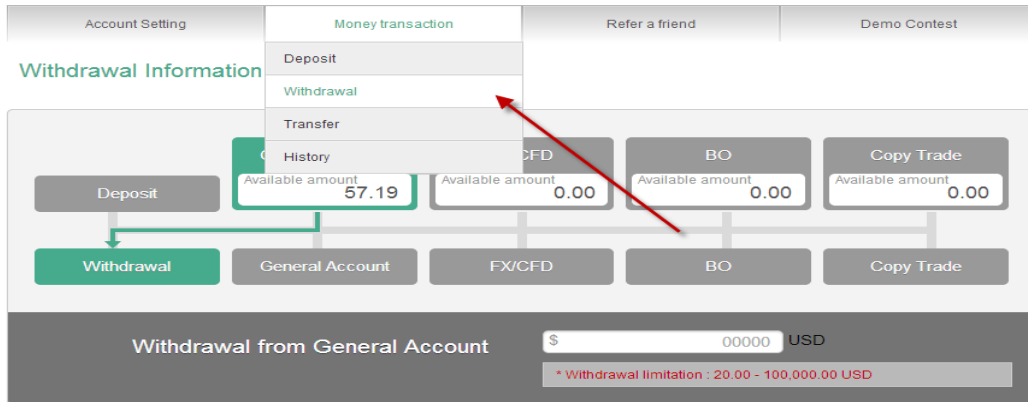 Account Setting
Money transaction
Refer a friend
Demo Contest
Withdrawal Information
Deposit
Withdrawal
Transfer
History
BO
Copy Trade
Deposit
Available amount
57.19
Available amount
0.00
Available amount
0.00
Available amount
0.00
Withdrawal
General Account
FX/CFD
BO
Copy Trade
Withdrawal from General Account
$ 00000 USD
* Withdrawal limitation : 20.00 - 100,000.00 USD